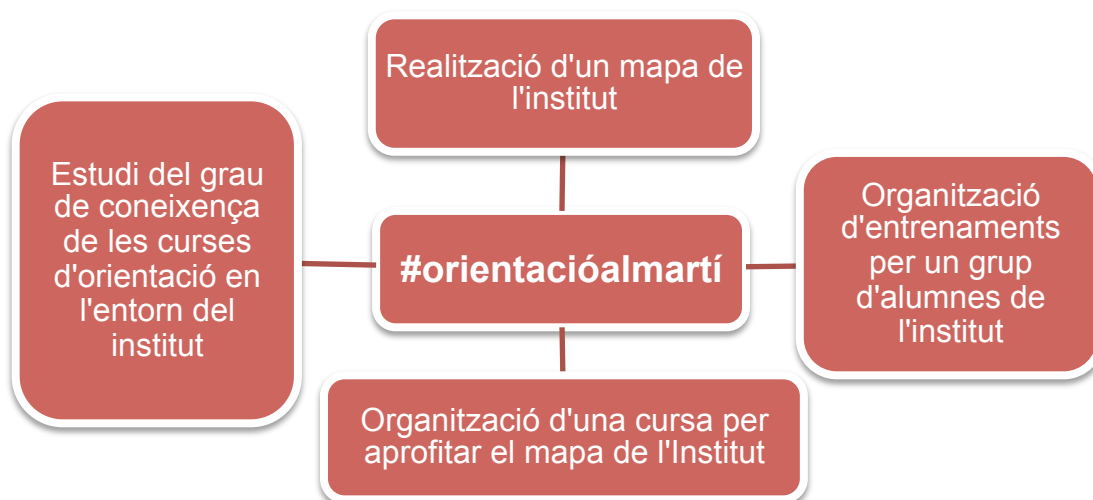 Realització d'un mapa de
l'institut
Estudi del grau
de coneixença
de les curses
d'orientació en
l'entorn del
institut
#orientacióalmartí
Organització
d'entrenaments
per un grup
d'alumnes de
l'institut
Organització d'una cursa per
aprofitar el mapa de l'Institut